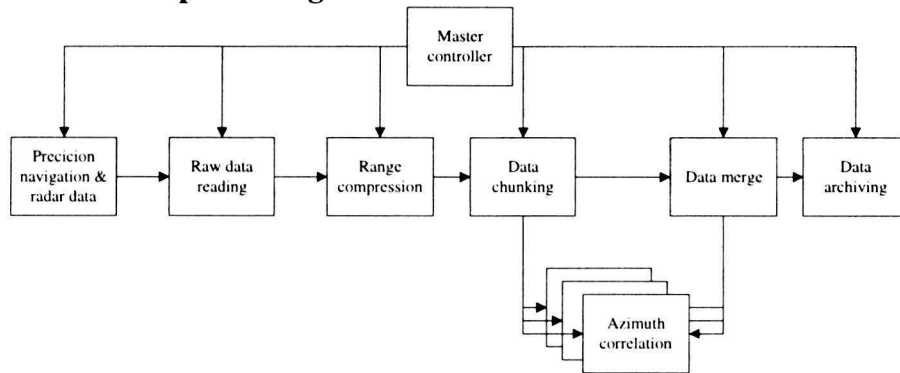 Master
controller
Precicion
navigation &
radar data
Raw data
reading
Range
compression
Data
chunking
Data merge
Data
archiving
Azimuth
correlation